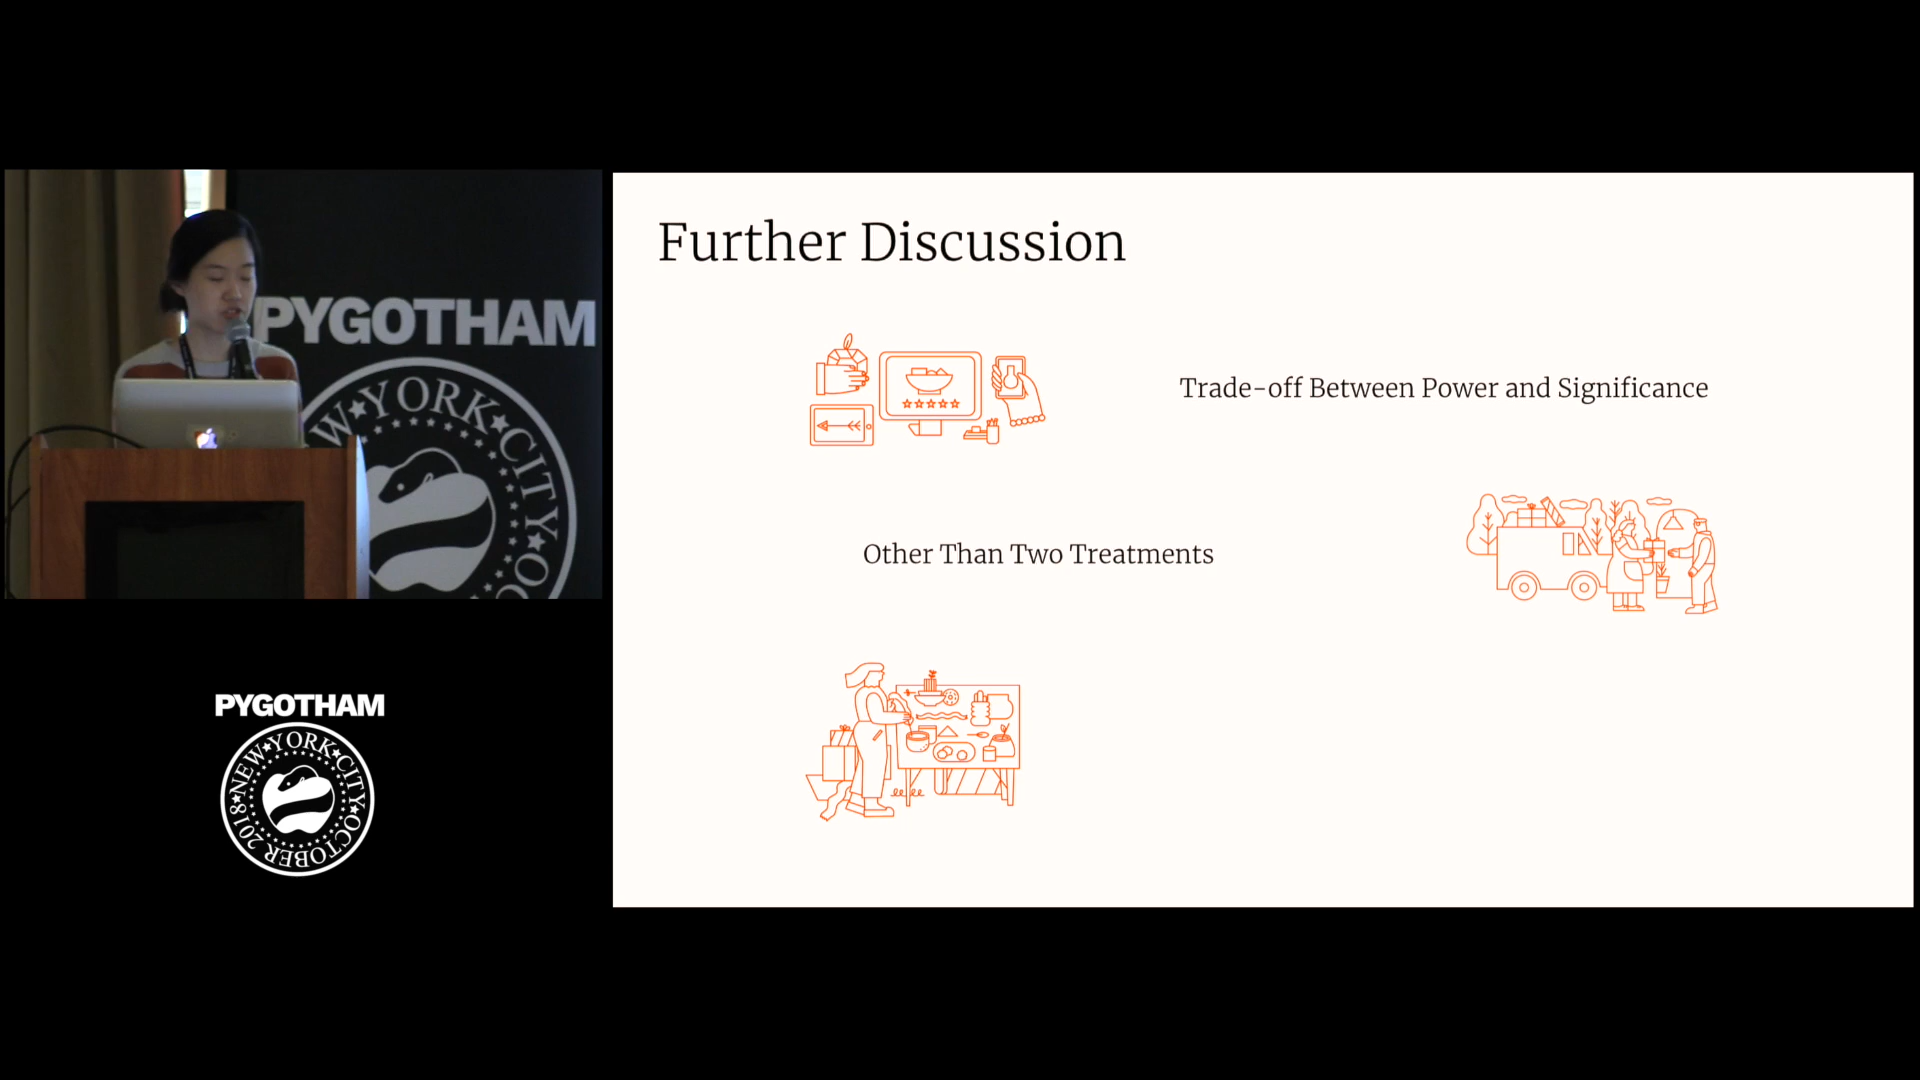 PYGOTHAM
W★YORK★CITY★OC
Further Discussion
Trade-off Between Power and Significance
Other Than Two Treatments
PYGOTHAM
NEW★YORK★CITY★OCTOBER 2018★